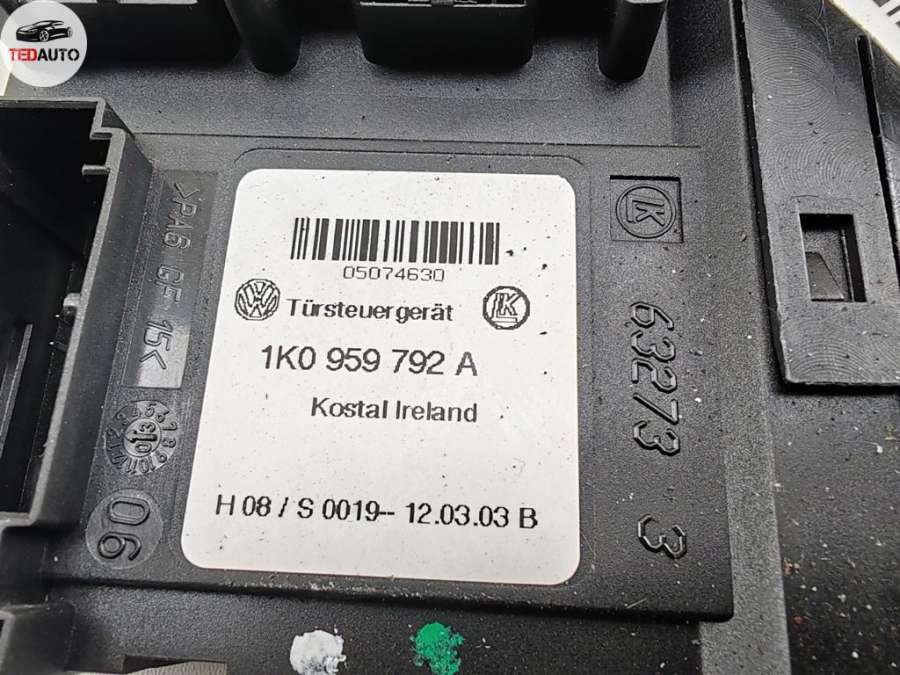 TEDAUTO
05074630
Türsteuergerät
1K0 959 792 A
Kostal Ireland
H 08 / S 0019-- 12.03.03 B
>PA6 GF 15<
06
K
63273
3